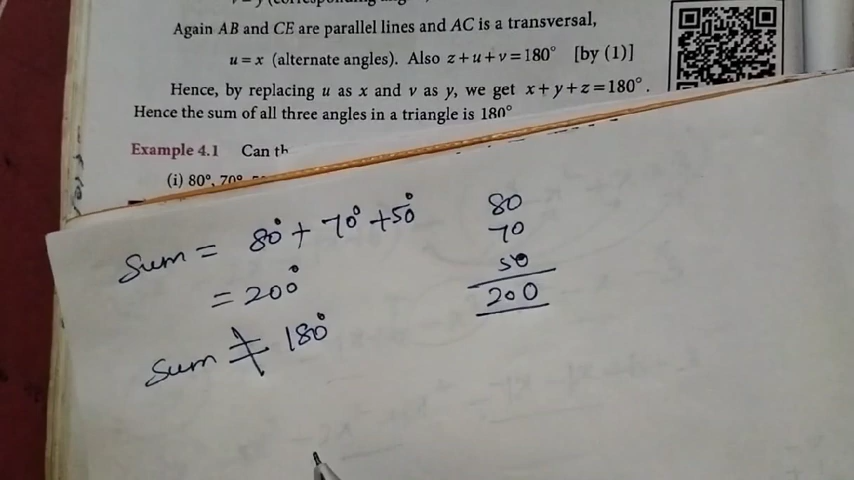 Again AB and CE are parallel lines and AC is a transversal,
u = x (alternate angles). Also z + u + v = 180° [by (1)]
Hence, by replacing u as x and v as y, we get x + y + z = 180°.
Hence the sum of all three angles in a triangle is 180°
Example 4.1 Can th
(i) 80°, 70°,
Sum = 80° + 70° + 50°
= 200°
Sum ≠ 180°
80
70
50
200